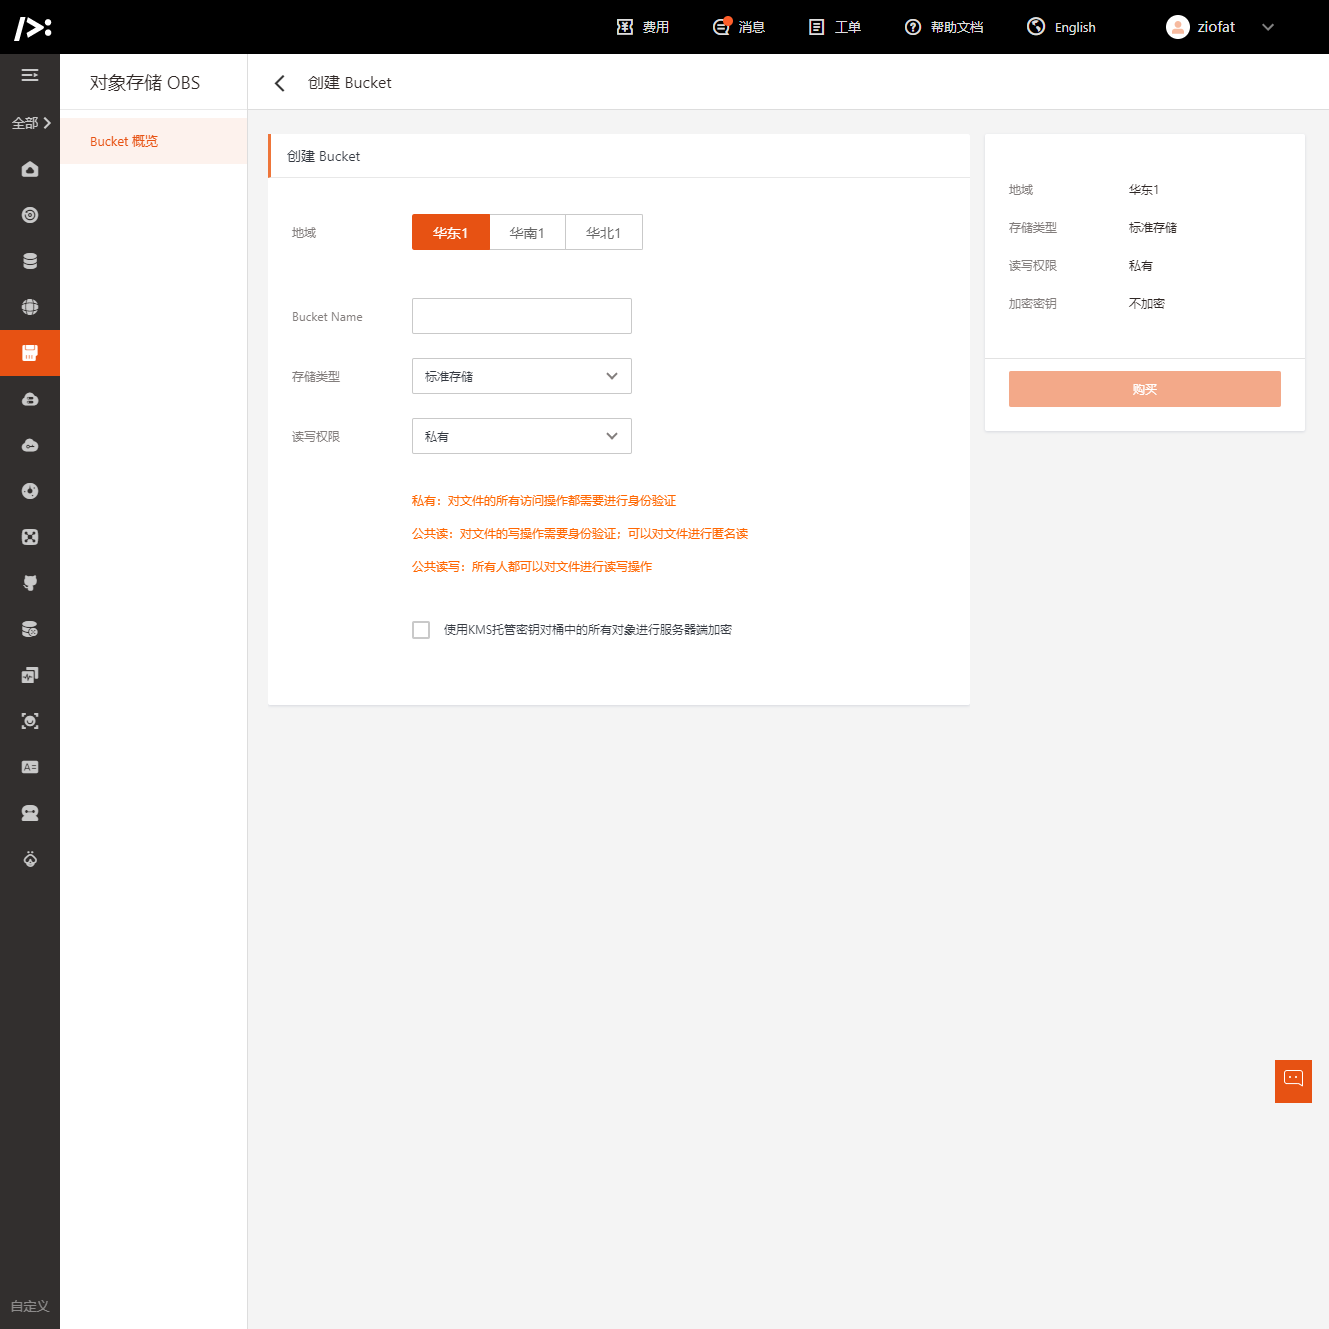 费用
消息
工单
帮助文档
English
ziofat
对象存储 OBS
创建 Bucket
全部
Bucket 概览
创建 Bucket
地域
华东1
华南1
华北1
Bucket Name
存储类型
标准存储
读写权限
私有
私有：对文件的所有访问操作都需要进行身份验证
公共读：对文件的写操作需要身份验证；可以对文件进行匿名读
公共读写：所有人都可以对文件进行读写操作
使用KMS托管密钥对桶中的所有对象进行服务器端加密
地域
华东1
存储类型
标准存储
读写权限
私有
加密密钥
不加密
购买
自定义